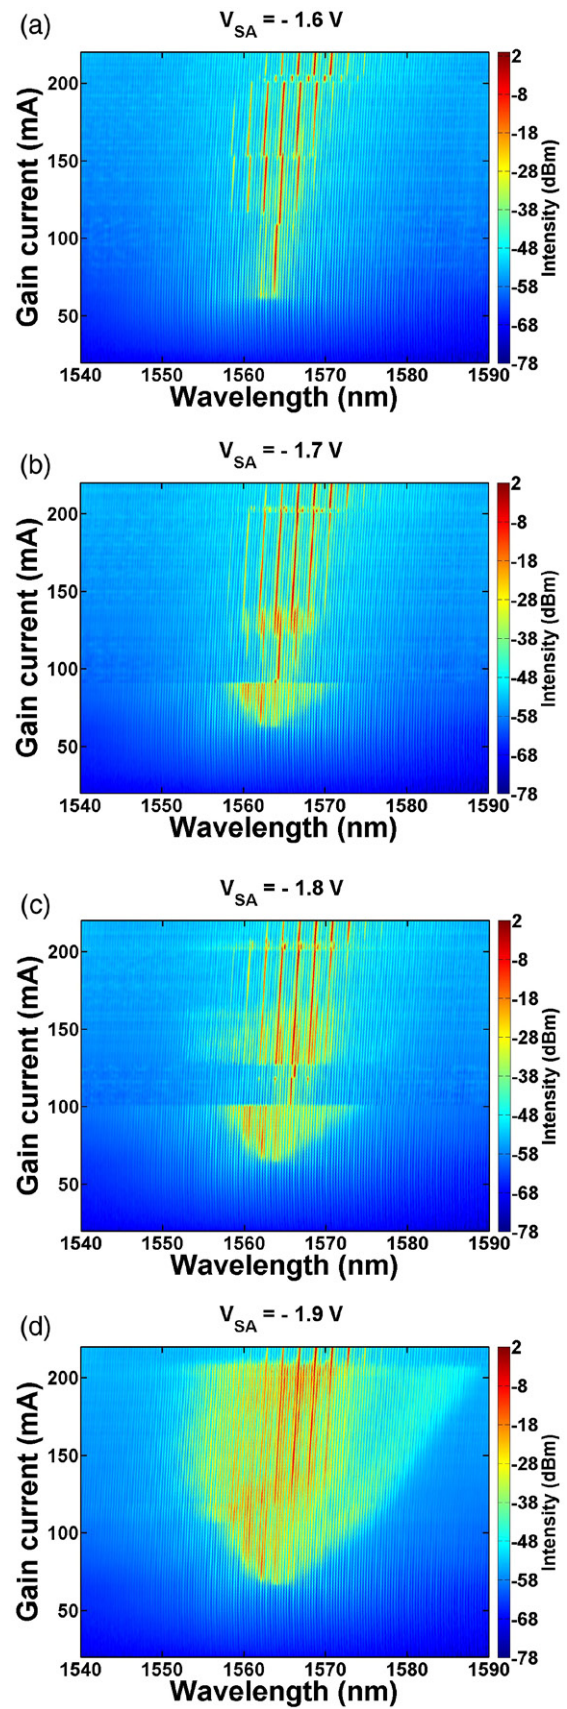 (a)
V_SA = - 1.6 V
Gain current (mA)
200
150
100
50
1540 1550 1560 1570 1580 1590
Wavelength (nm)
2
-8
-18
-28
-38
-48
-58
-68
-78
Intensity (dBm)
(b)
V_SA = - 1.7 V
Gain current (mA)
200
150
100
50
1540 1550 1560 1570 1580 1590
Wavelength (nm)
2
-8
-18
-28
-38
-48
-58
-68
-78
Intensity (dBm)
(c)
V_SA = - 1.8 V
Gain current (mA)
200
150
100
50
1540 1550 1560 1570 1580 1590
Wavelength (nm)
2
-8
-18
-28
-38
-48
-58
-68
-78
Intensity (dBm)
(d)
V_SA = - 1.9 V
Gain current (mA)
200
150
100
50
1540 1550 1560 1570 1580 1590
Wavelength (nm)
2
-8
-18
-28
-38
-48
-58
-68
-78
Intensity (dBm)